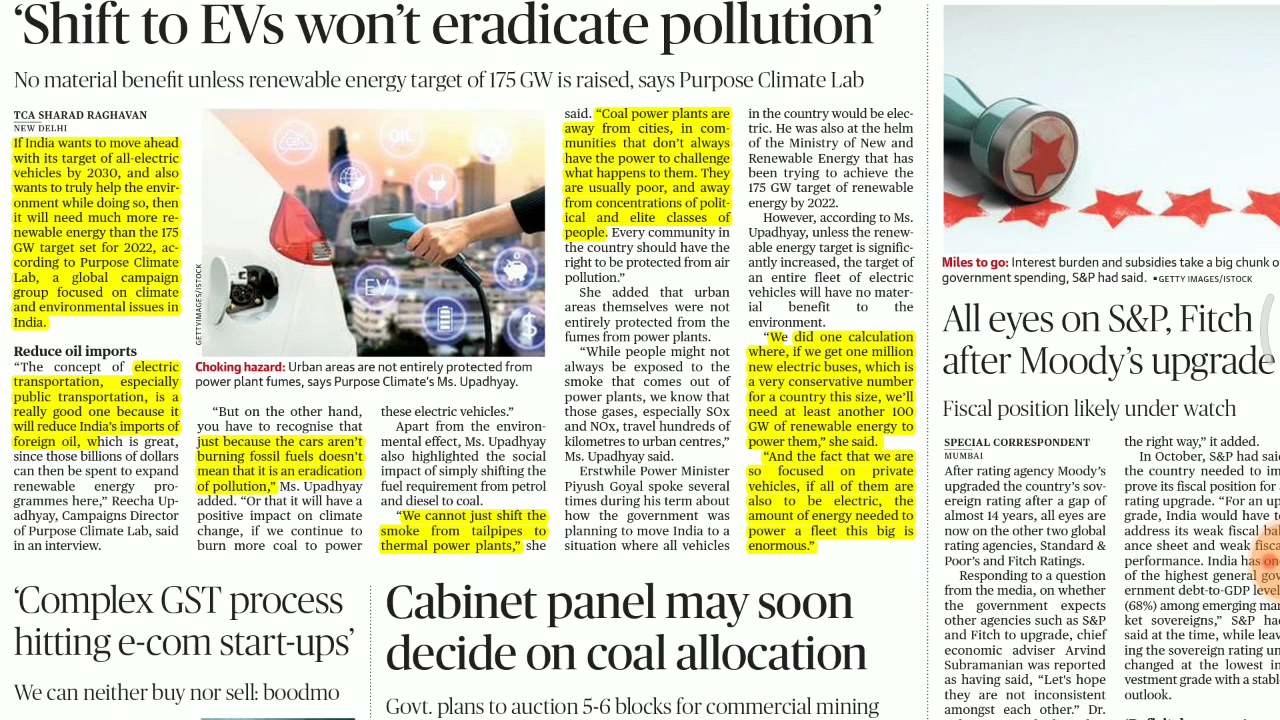 ‘Shift to EVs won’t eradicate pollution’
No material benefit unless renewable energy target of 175 GW is raised, says Purpose Climate Lab
TCA SHARAD RAGHAVAN
NEW DELHI
If India wants to move ahead
with its target of all-electric
vehicles by 2030, and also
wants to truly help the envir-
onment while doing so, then
it will need much more re-
newable energy than the 175
GW target set for 2022, ac-
cording to Purpose Climate
Lab, a global campaign
group focused on climate
and environmental issues in
India.
Reduce oil imports
“The concept of electric
transportation, especially
public transportation, is a
really good one because it
will reduce India’s imports of
foreign oil, which is great,
since those billions of dollars
can then be spent to expand
renewable energy pro-
grammes here,” Reecha Up-
adhyay, Campaigns Director
of Purpose Climate Lab, said
in an interview.
OIL
EV
$
GETTYIMAGES/ISTOCK
Choking hazard: Urban areas are not entirely protected from
power plant fumes, says Purpose Climate’s Ms. Upadhyay.
“But on the other hand,
you have to recognise that
just because the cars aren’t
burning fossil fuels doesn’t
mean that it is an eradication
of pollution,” Ms. Upadhyay
added. “Or that it will have a
positive impact on climate
change, if we continue to
burn more coal to power
these electric vehicles.”
Apart from the environ-
mental effect, Ms. Upadhyay
also highlighted the social
impact of simply shifting the
fuel requirement from petrol
and diesel to coal.
“We cannot just shift the
smoke from tailpipes to
thermal power plants,” she
said. “Coal power plants are
away from cities, in com-
munities that don’t always
have the power to challenge
what happens to them. They
are usually poor, and away
from concentrations of polit-
ical and elite classes of
people. Every community in
the country should have the
right to be protected from air
pollution.”
She added that urban
areas themselves were not
entirely protected from the
fumes from power plants.
“While people might not
always be exposed to the
smoke that comes out of
power plants, we know that
those gases, especially SOx
and NOx, travel hundreds of
kilometres to urban centres,”
Ms. Upadhyay said.
Erstwhile Power Minister
Piyush Goyal spoke several
times during his term about
how the government was
planning to move India to a
situation where all vehicles
in the country would be elec-
tric. He was also at the helm
of the Ministry of New and
Renewable Energy that has
been trying to achieve the
175 GW target of renewable
energy by 2022.
However, according to Ms.
Upadhyay, unless the renew-
able energy target is signific-
antly increased, the target of
an entire fleet of electric
vehicles will have no mater-
ial benefit to the
environment.
“We did one calculation
where, if we get one million
new electric buses, which is
a very conservative number
for a country this size, we’ll
need at least another 100
GW of renewable energy to
power them,” she said.
“And the fact that we are
so focused on private
vehicles, if all of them are
also to be electric, the
amount of energy needed to
power a fleet this big is
enormous.”
Miles to go: Interest burden and subsidies take a big chunk o
government spending, S&P had said. ▪GETTY IMAGES/ISTOCK
All eyes on S&P, Fitch
after Moody’s upgrade
Fiscal position likely under watch
SPECIAL CORRESPONDENT
MUMBAI
After rating agency Moody’s
upgraded the country’s sov-
ereign rating after a gap of
almost 14 years, all eyes are
now on the other two global
rating agencies, Standard &
Poor’s and Fitch Ratings.
Responding to a question
from the media, on whether
the government expects
other agencies such as S&P
and Fitch to upgrade, chief
economic adviser Arvind
Subramanian was reported
as having said, “Let’s hope
they are not inconsistent
amongst each other.” Dr.
the right way,” it added.
In October, S&P had said
the country needed to im
prove its fiscal position for
rating upgrade. “For an up
grade, India would have to
address its weak fiscal bal
ance sheet and weak fisca
performance. India has one
of the highest general gov
ernment debt-to-GDP level
(68%) among emerging mar
ket sovereigns,” S&P had
said at the time, while leav
ing the sovereign rating un
changed at the lowest in
vestment grade with a stable
outlook.
‘Complex GST process
hitting e-com start-ups’
We can neither buy nor sell: boodmo
Cabinet panel may soon
decide on coal allocation
Govt. plans to auction 5-6 blocks for commercial mining